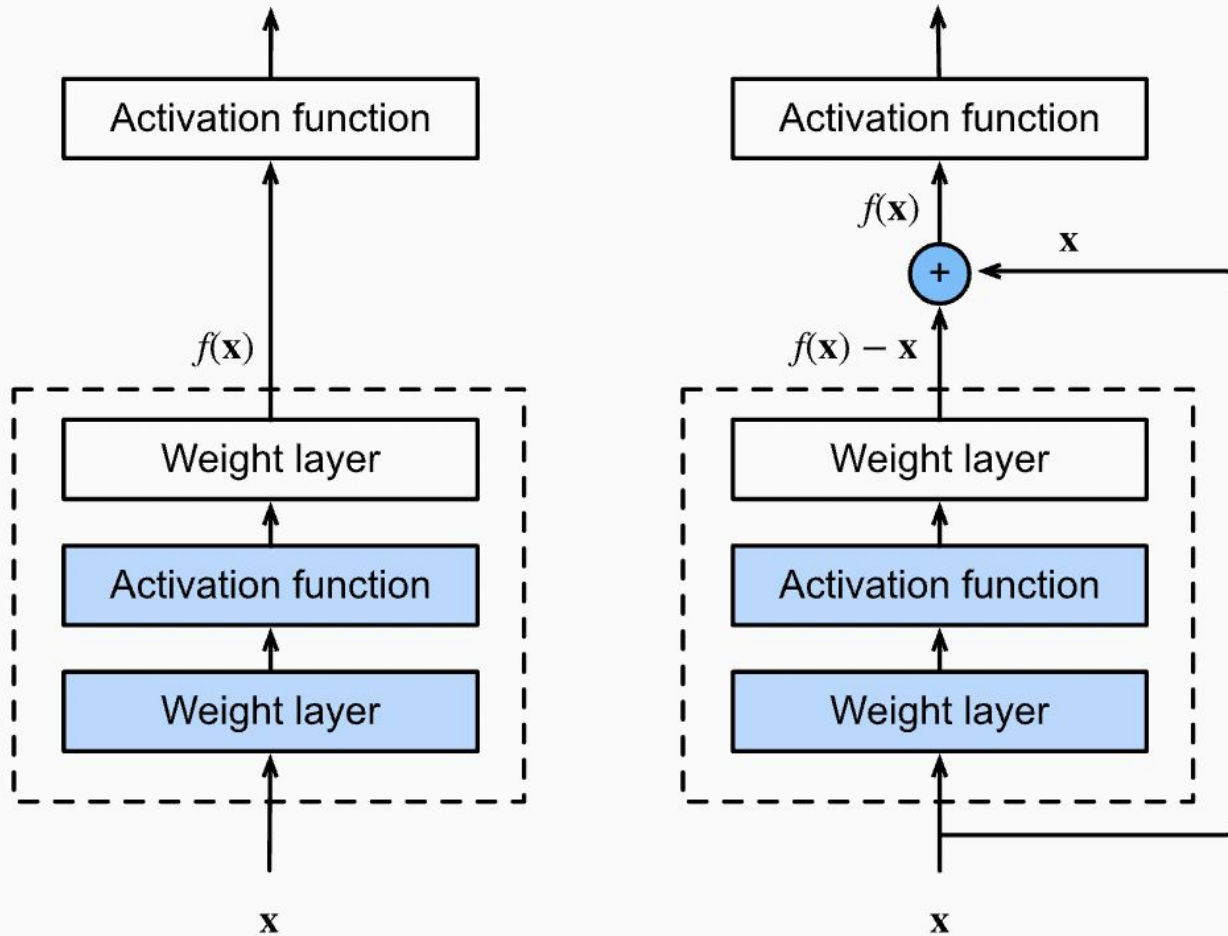 Activation function
f(x)
Weight layer
Activation function
Weight layer
x
Activation function
f(x)
x
+
f(x) − x
Weight layer
Activation function
Weight layer
x